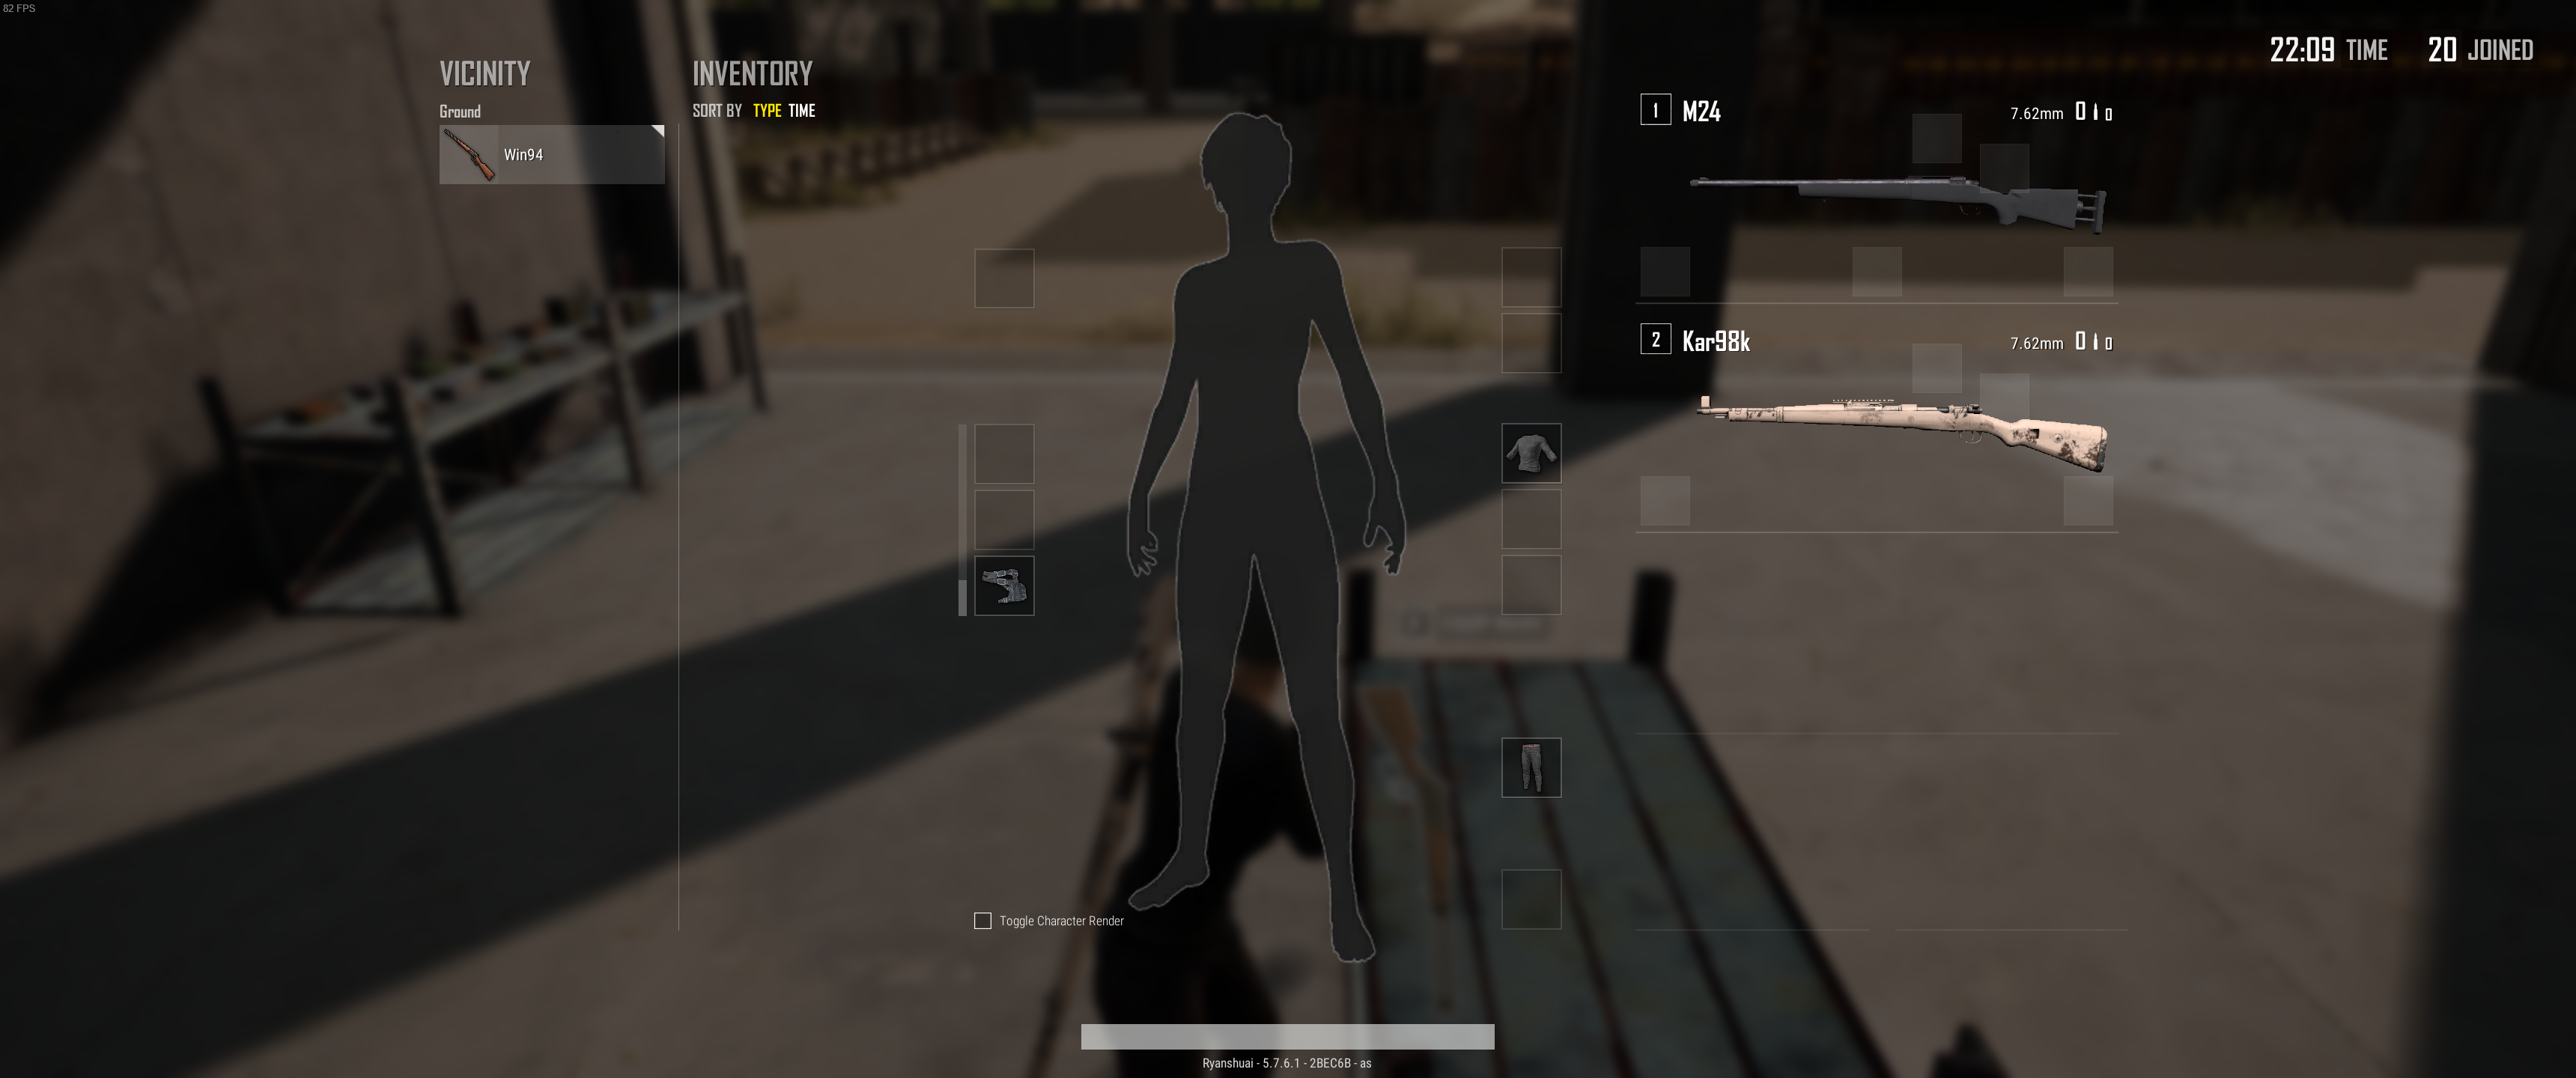 82 FPS
22:09 TIME 20 JOINED
VICINITY
Ground
Win94
INVENTORY
SORT BY TYPE TIME
1 M24 7.62mm 0 0
2 Kar98k 7.62mm 0 0
Toggle Character Render
Ryanshuai - 5.7.6.1 - 2BEC6B - as